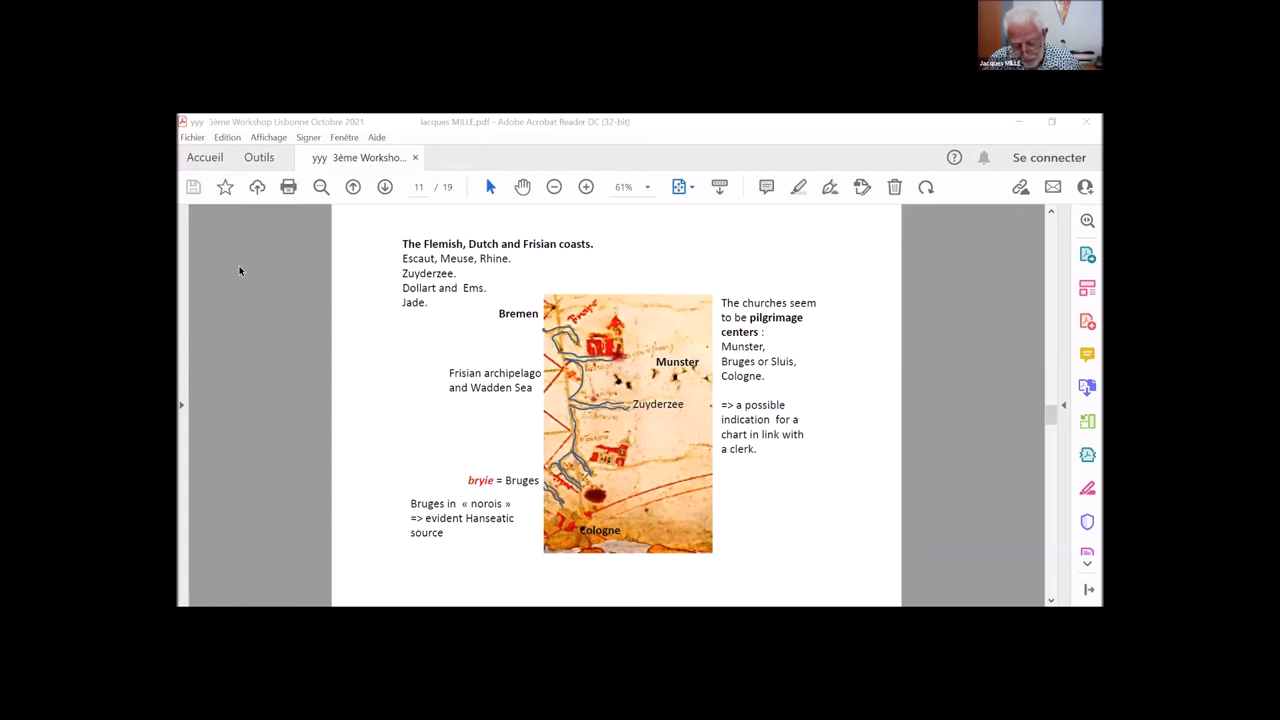 Jacques MILLE
yyy 3ème Workshop Lisbonne Octobre 2021 Jacques MILLE.pdf - Adobe Acrobat Reader DC (32-bit)
Fichier Edition Affichage Signer Fenêtre Aide
Accueil Outils yyy 3ème Worksho... × Se connecter
11 / 19 61%
The Flemish, Dutch and Frisian coasts.
Escaut, Meuse, Rhine.
Zuyderzee.
Dollart and Ems.
Jade.
Bremen
Frisian archipelago
and Wadden Sea
bryie = Bruges
Bruges in « norois »
=> evident Hanseatic
source
Munster
Zuyderzee
Cologne
The churches seem
to be pilgrimage
centers :
Munster,
Bruges or Sluis,
Cologne.
=> a possible
indication for a
chart in link with
a clerk.